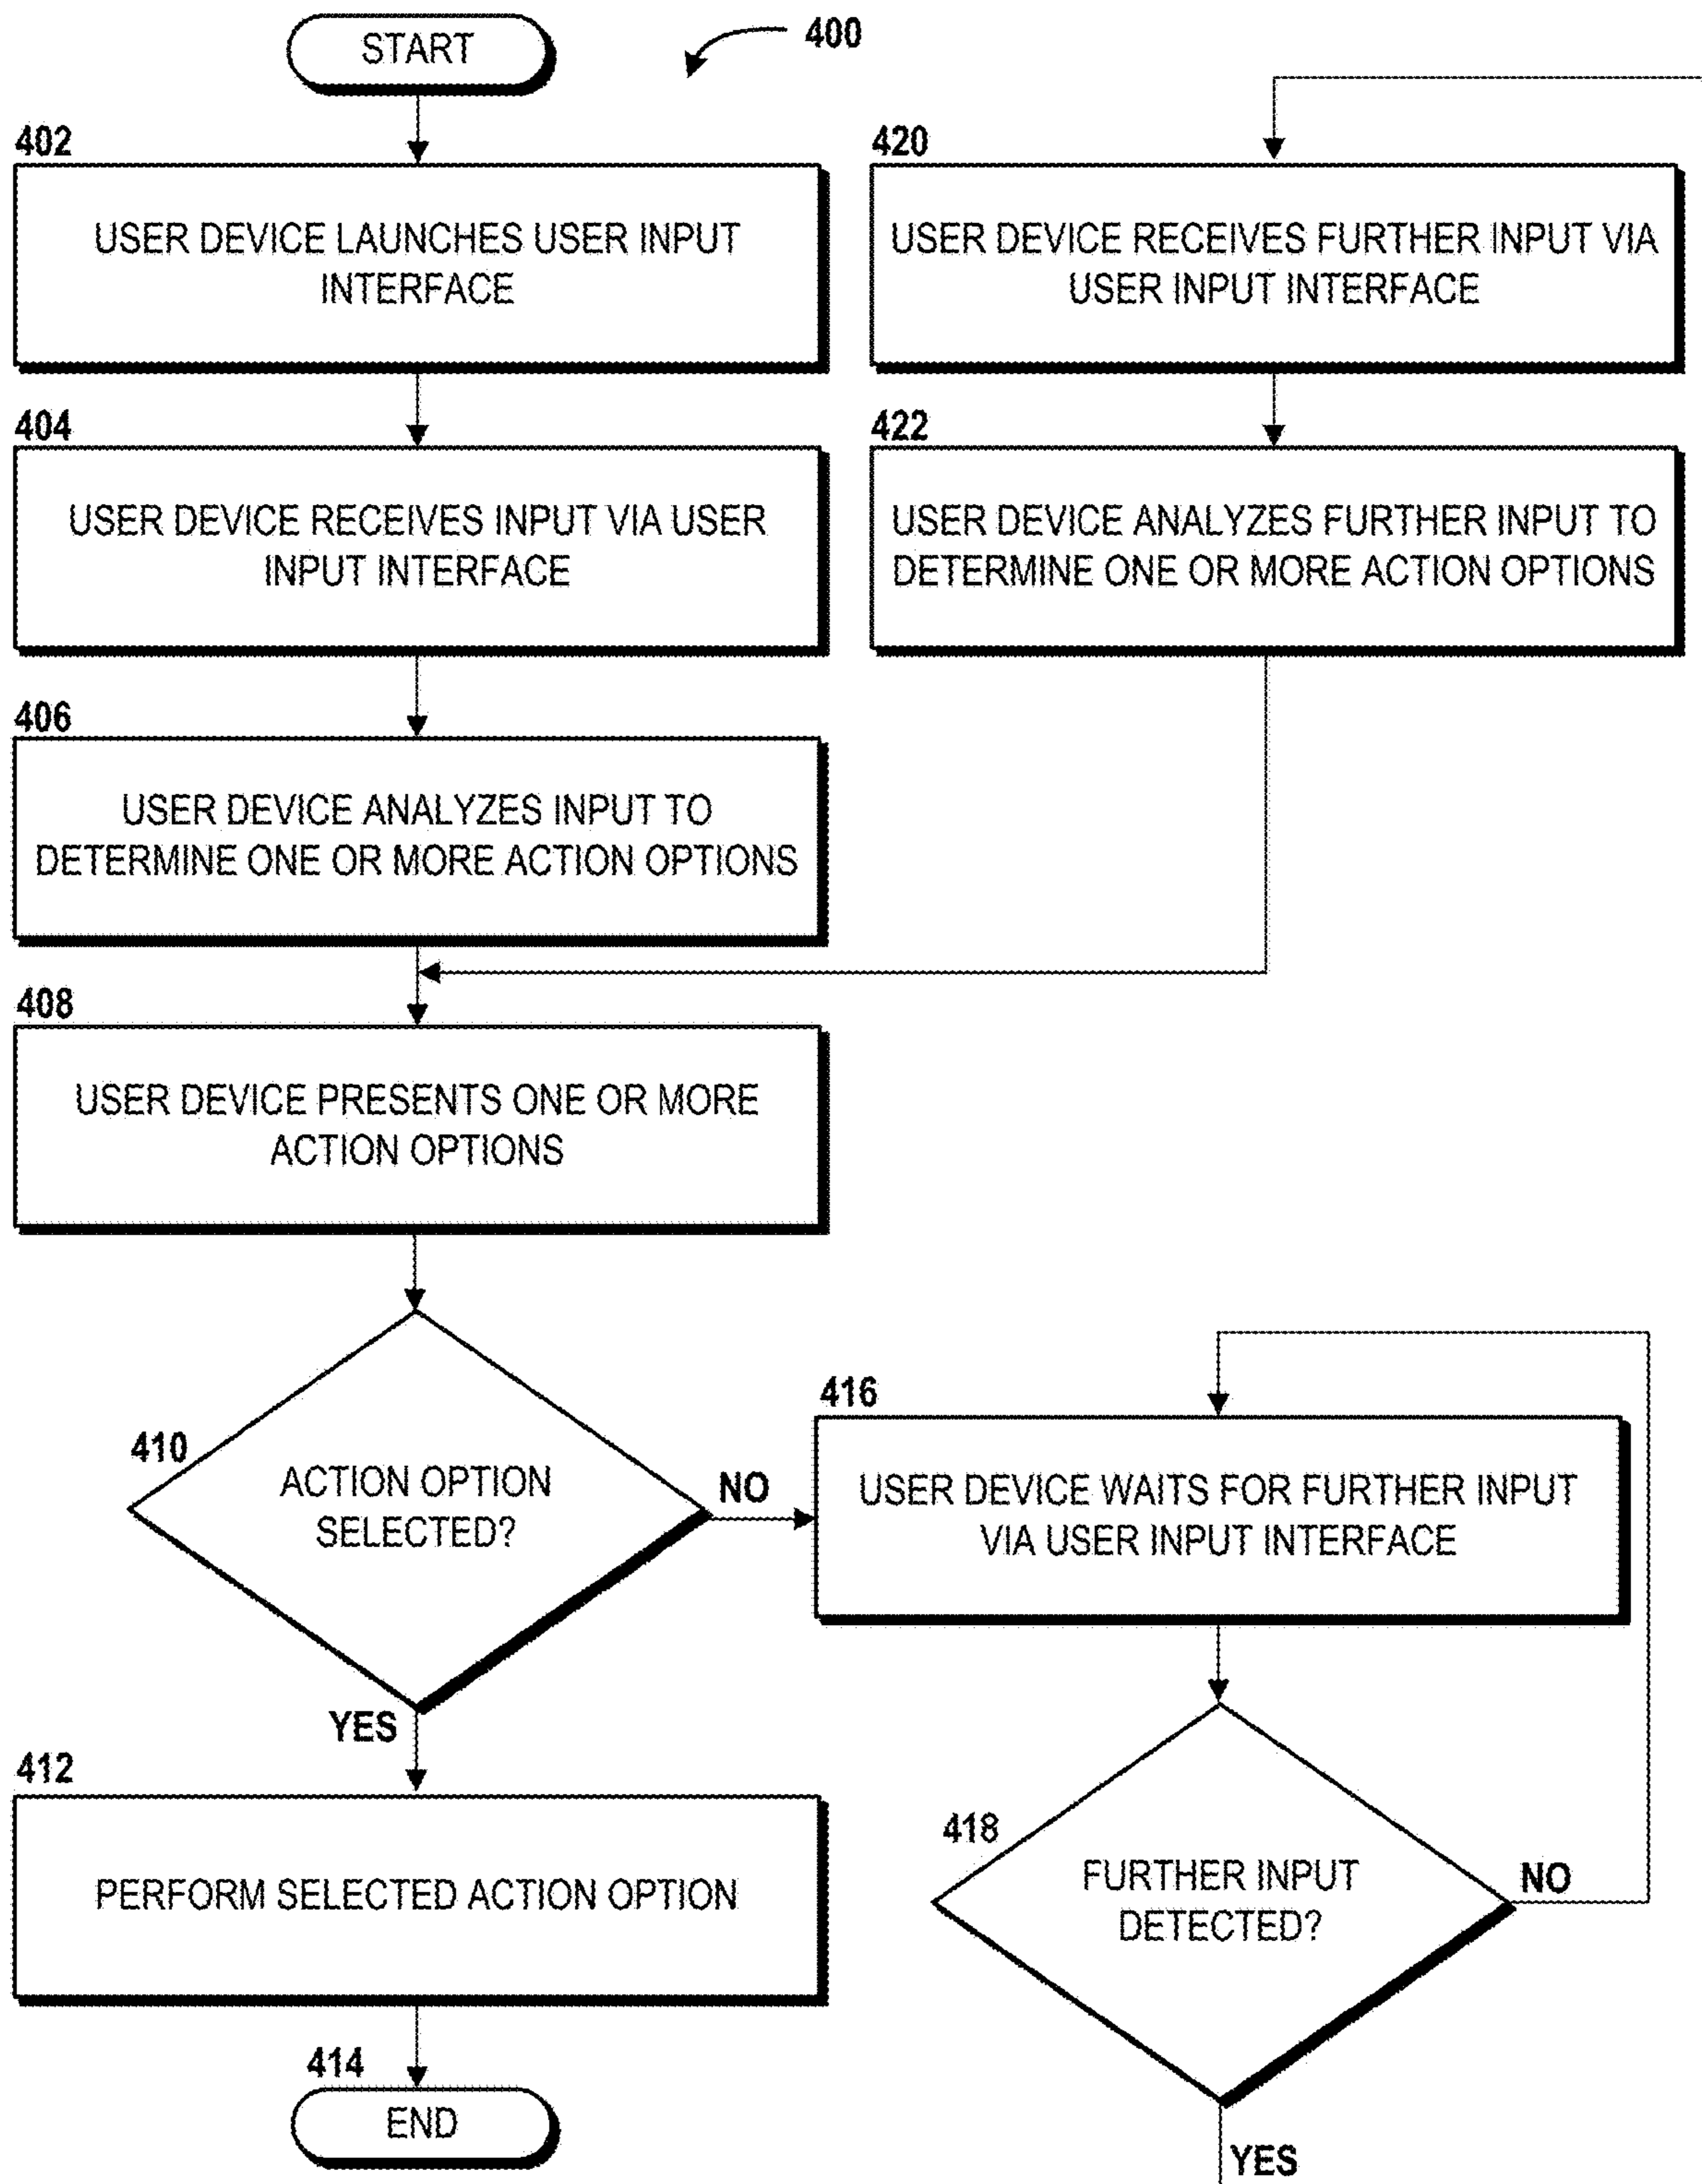 START
400
402
USER DEVICE LAUNCHES USER INPUT
INTERFACE
404
USER DEVICE RECEIVES INPUT VIA USER
INPUT INTERFACE
406
USER DEVICE ANALYZES INPUT TO
DETERMINE ONE OR MORE ACTION OPTIONS
408
USER DEVICE PRESENTS ONE OR MORE
ACTION OPTIONS
410
ACTION OPTION
SELECTED?
NO
YES
412
PERFORM SELECTED ACTION OPTION
414
END
416
USER DEVICE WAITS FOR FURTHER INPUT
VIA USER INPUT INTERFACE
418
FURTHER INPUT
DETECTED?
NO
YES
420
USER DEVICE RECEIVES FURTHER INPUT VIA
USER INPUT INTERFACE
422
USER DEVICE ANALYZES FURTHER INPUT TO
DETERMINE ONE OR MORE ACTION OPTIONS